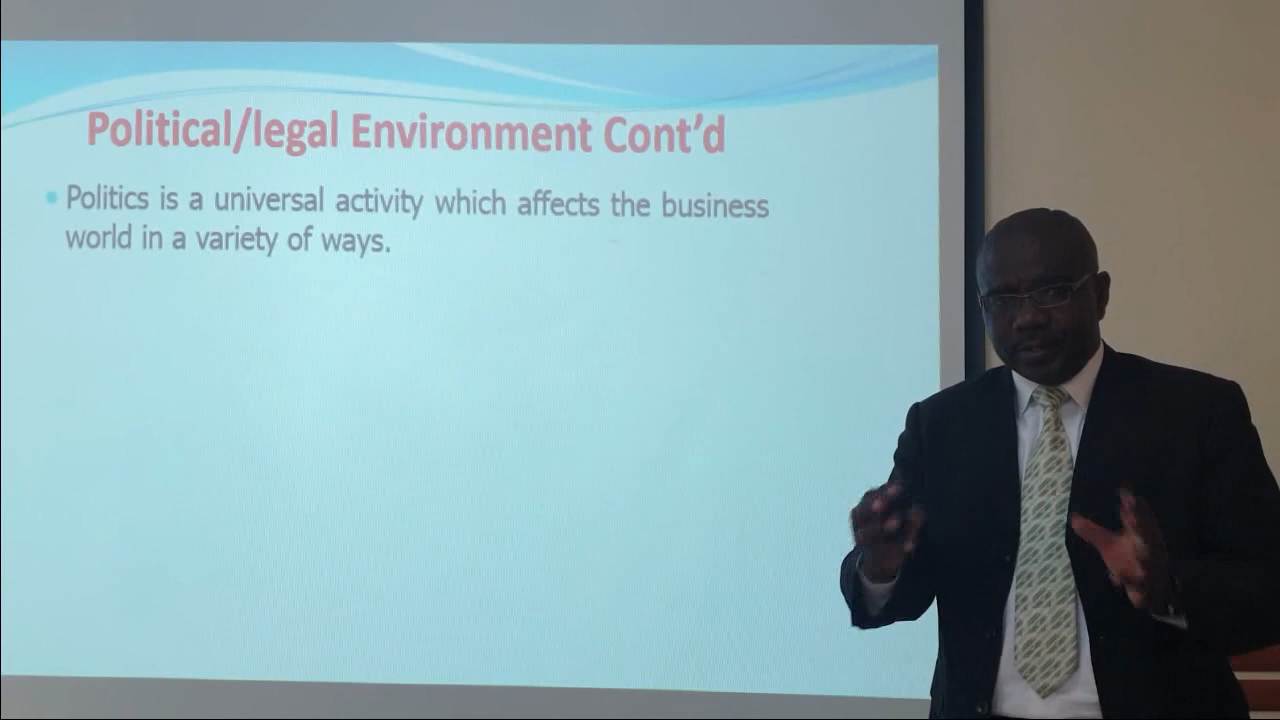 Political/legal Environment Cont'd
Politics is a universal activity which affects the business
world in a variety of ways.